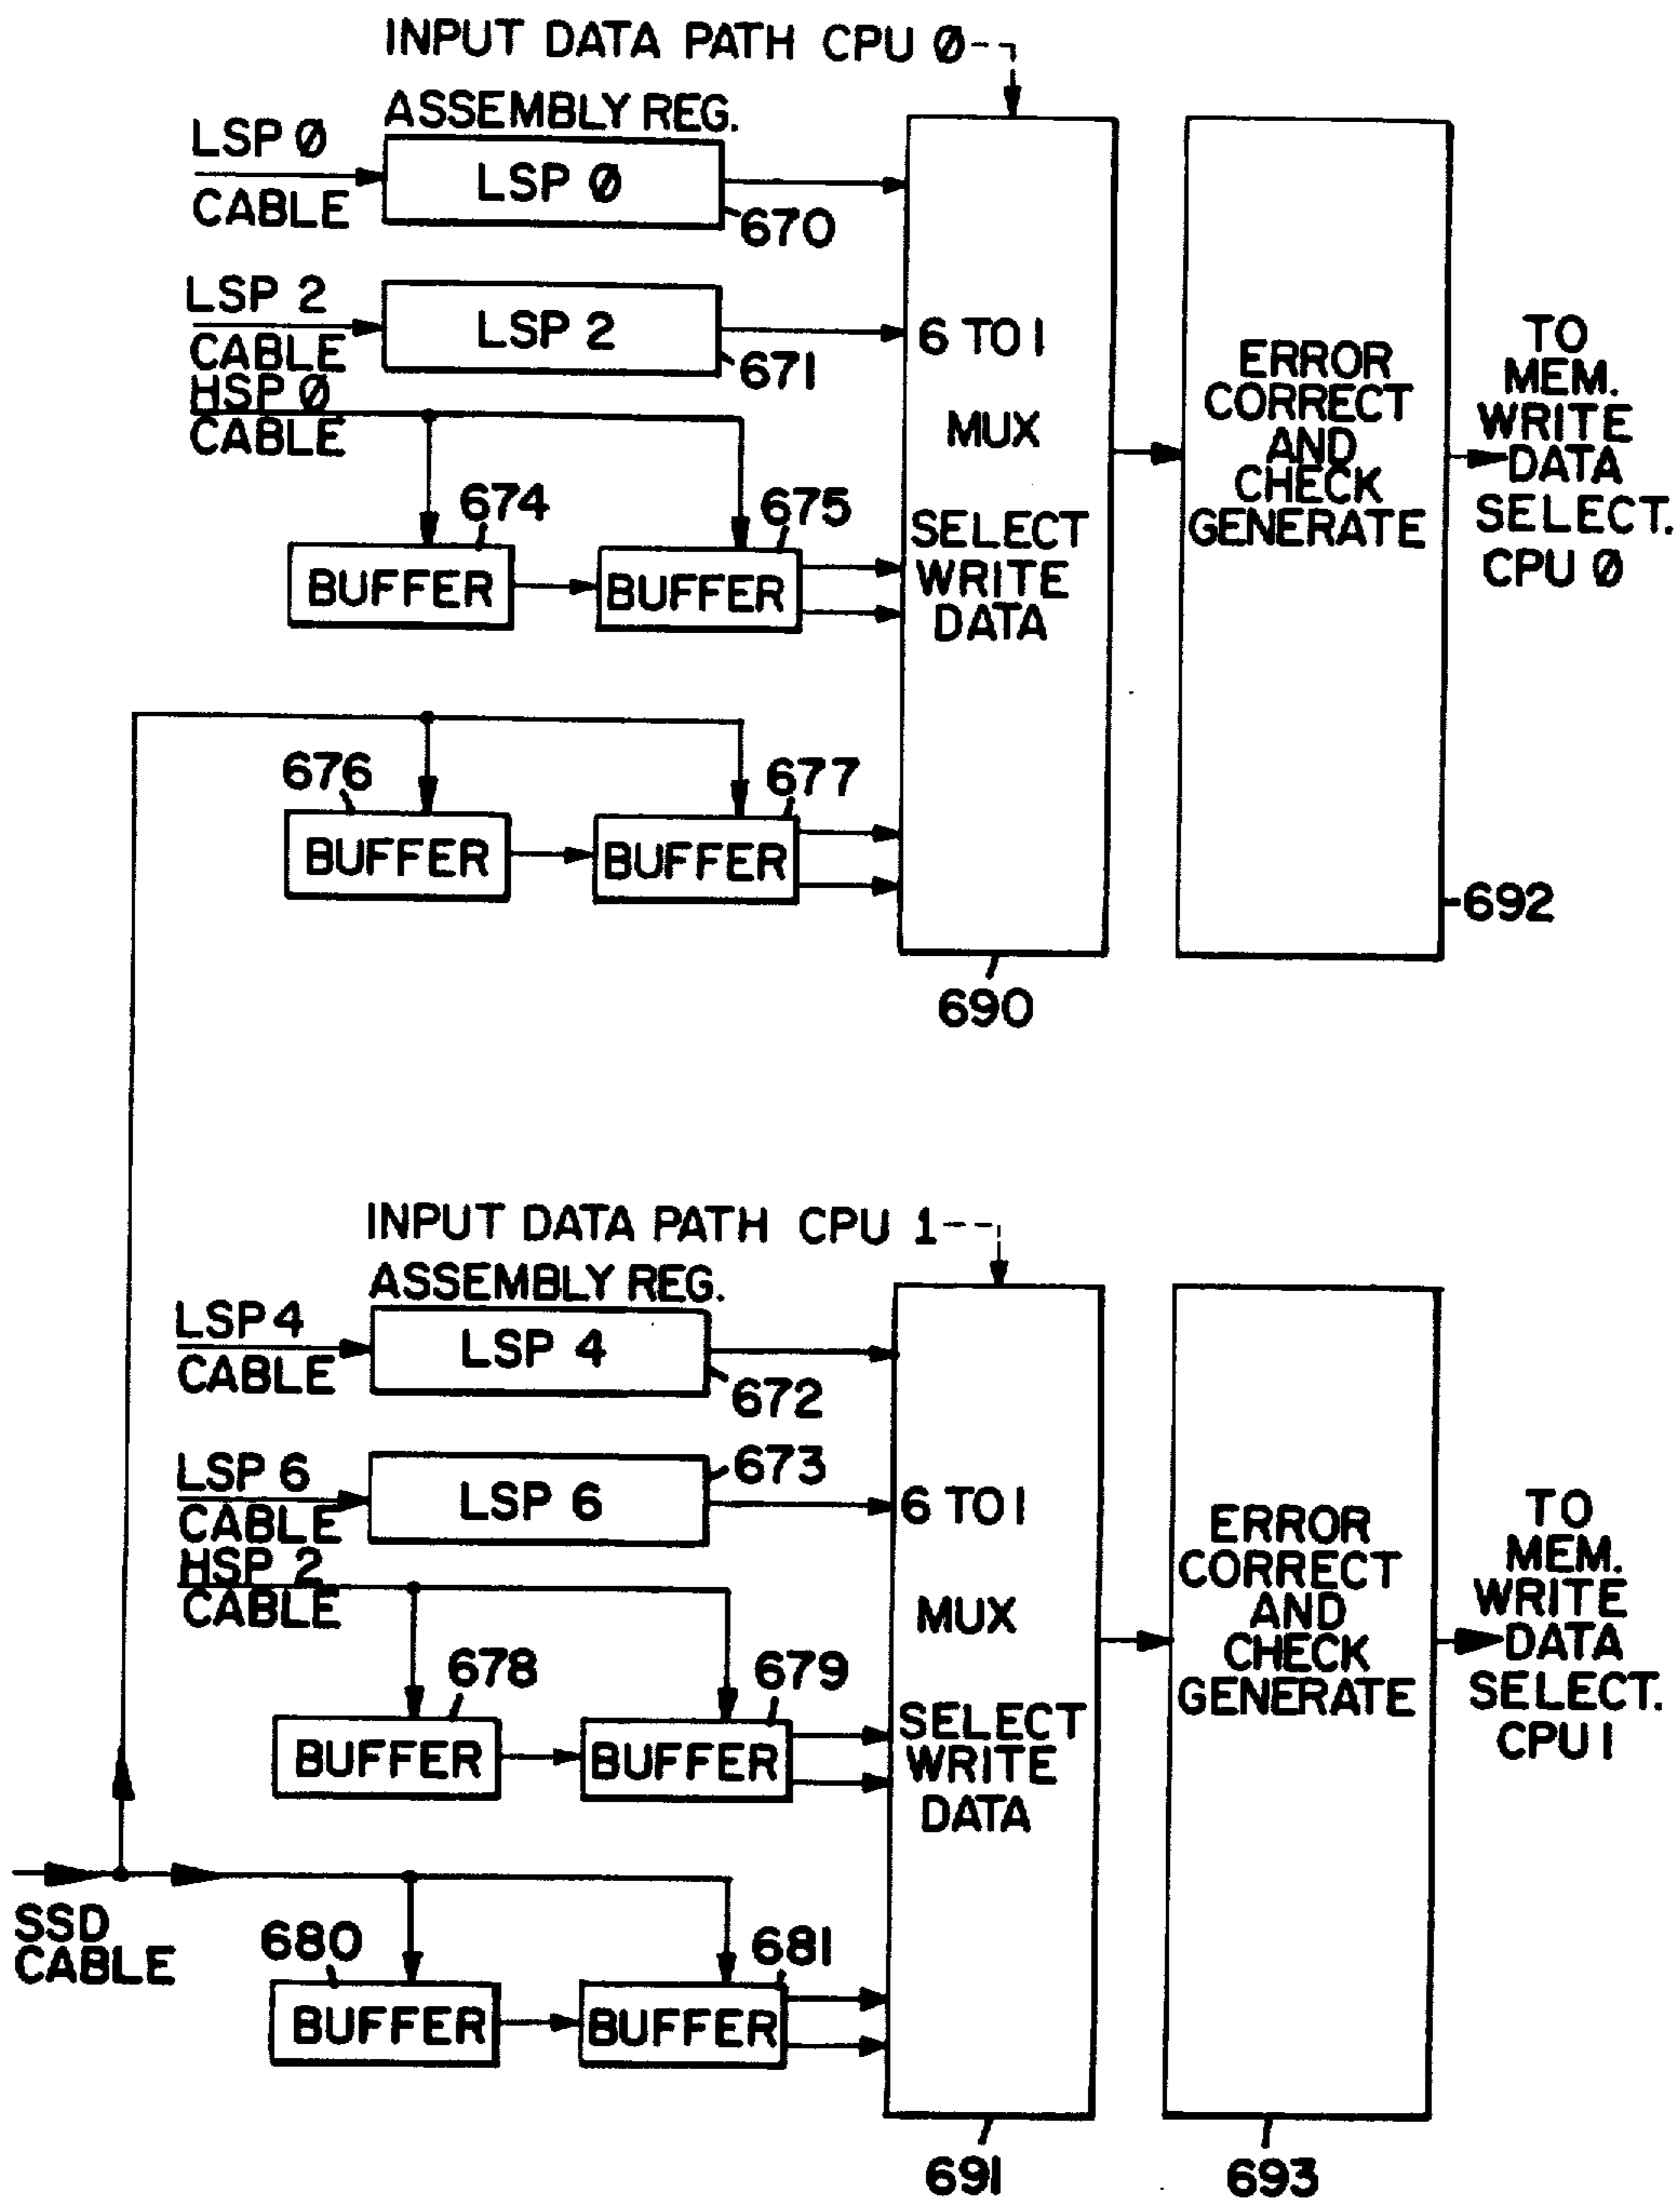 INPUT DATA PATH CPU Ø
ASSEMBLY REG.
LSP Ø
CABLE
LSP Ø
670
LSP 2
CABLE
LSP 2
671
HSP Ø
CABLE
674
BUFFER
675
BUFFER
676
BUFFER
677
BUFFER
6 TO 1
MUX
SELECT
WRITE
DATA
690
ERROR
CORRECT
AND
CHECK
GENERATE
692
TO
MEM.
WRITE
DATA
SELECT.
CPU Ø
INPUT DATA PATH CPU 1
ASSEMBLY REG.
LSP 4
CABLE
LSP 4
672
LSP 6
CABLE
LSP 6
673
HSP 2
CABLE
678
BUFFER
679
BUFFER
SSD
CABLE
680
BUFFER
681
BUFFER
6 TO 1
MUX
SELECT
WRITE
DATA
691
ERROR
CORRECT
AND
CHECK
GENERATE
693
TO
MEM.
WRITE
DATA
SELECT.
CPU 1